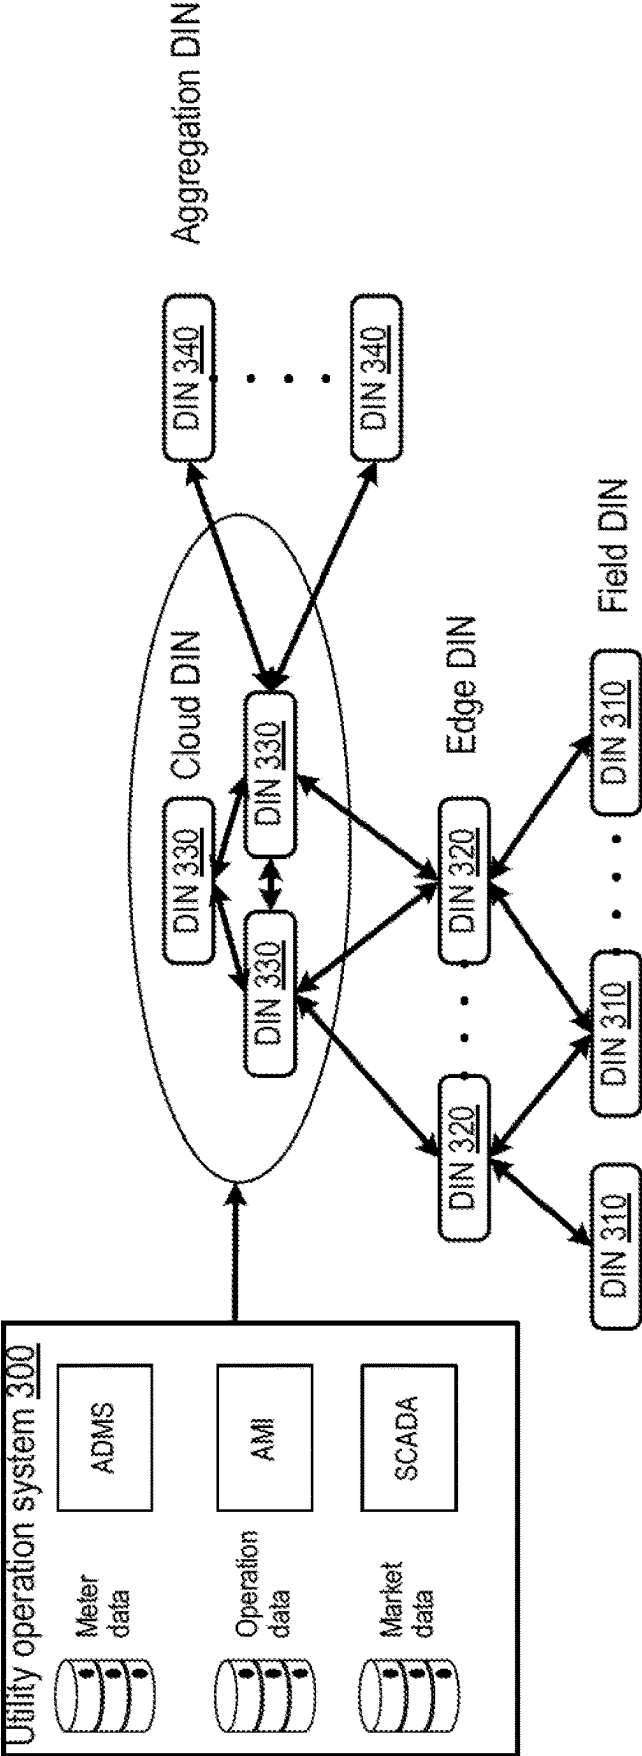 Utility operation system 300
Meter
data
ADMS
Operation
data
AMI
Market
data
SCADA
Cloud DIN
DIN 330
DIN 330
DIN 330
Aggregation DIN
DIN 340
DIN 340
Edge DIN
DIN 320
DIN 320
Field DIN
DIN 310
DIN 310
DIN 310